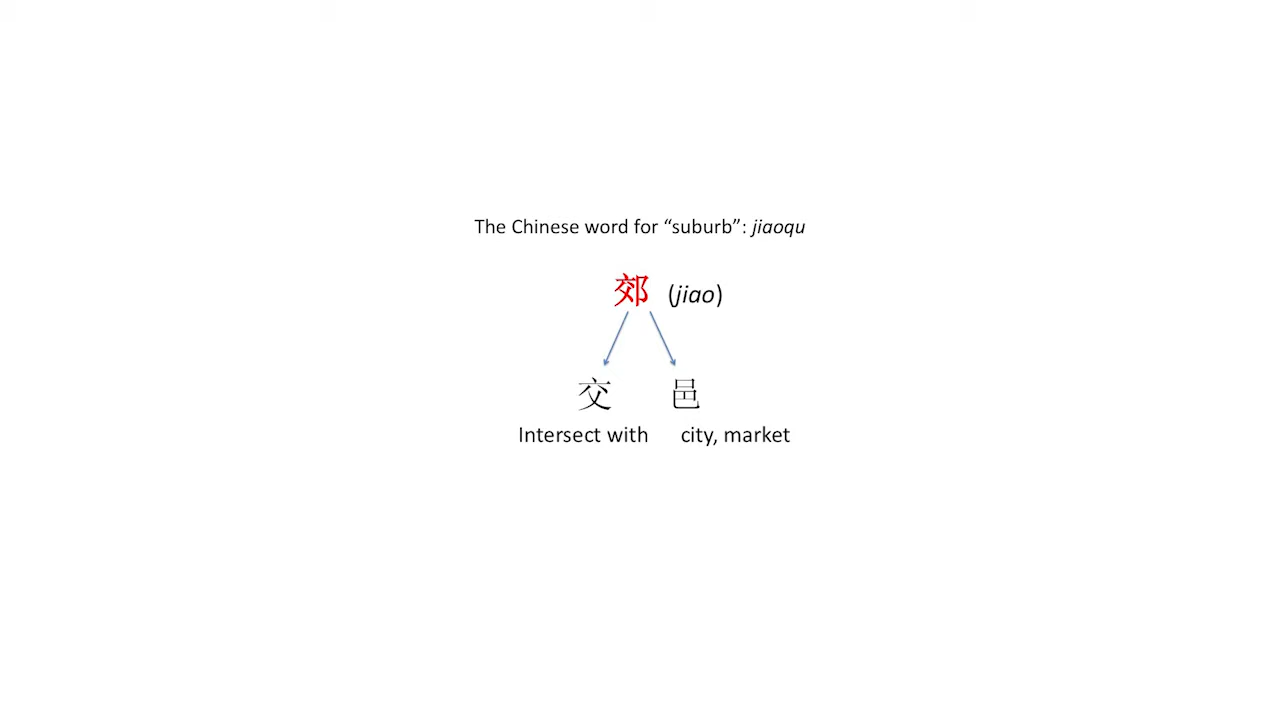 The Chinese word for “suburb”: jiaoqu
郊 (jiao)
交 邑
Intersect with city, market